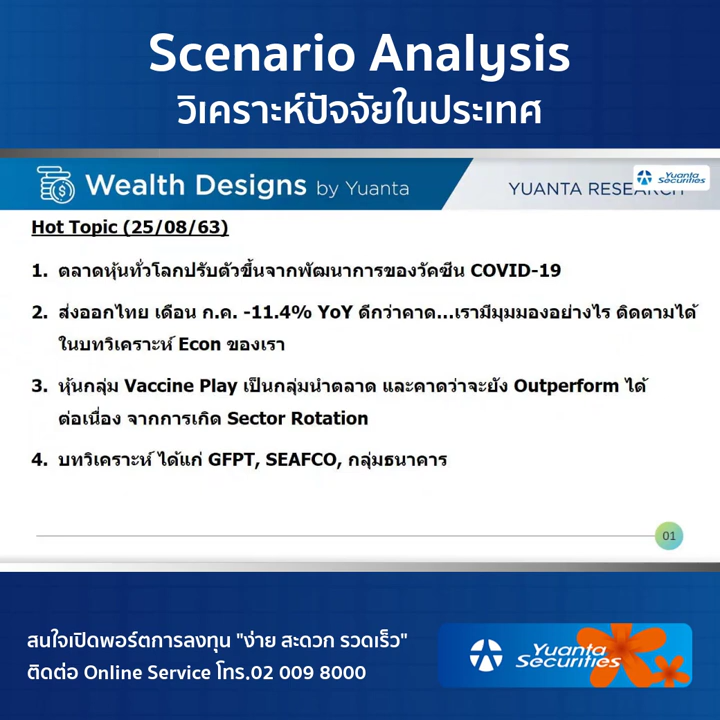 Scenario Analysis
วิเคราะห์ปัจจัยในประเทศ
Wealth Designs by Yuanta
YUANTA RESEARCH
Yuanta
Securities
Hot Topic (25/08/63)
1. ตลาดหุ้นทั่วโลกปรับตัวขึ้นจากพัฒนาการของวัคซีน COVID-19
2. ส่งออกไทย เดือน ก.ค. -11.4% YoY ดีกว่าคาด...เรามีมุมมองอย่างไร ติดตามได้
ในบทวิเคราะห์ Econ ของเรา
3. หุ้นกลุ่ม Vaccine Play เป็นกลุ่มนำตลาด และคาดว่าจะยัง Outperform ได้
ต่อเนื่อง จากการเกิด Sector Rotation
4. บทวิเคราะห์ ได้แก่ GFPT, SEAFCO, กลุ่มธนาคาร
01
สนใจเปิดพอร์ตการลงทุน "ง่าย สะดวก รวดเร็ว"
ติดต่อ Online Service โทร.02 009 8000
Yuanta
Securities